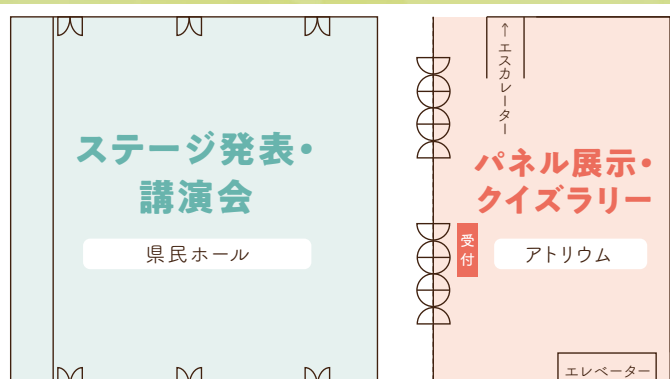 ステージ発表・
講演会
県民ホール
↑エスカレーター
パネル展示・
クイズラリー
受付
アトリウム
エレベーター